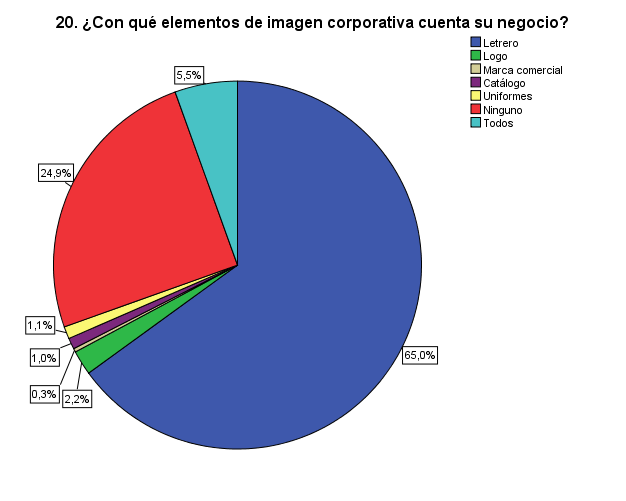 20. ¿Con qué elementos de imagen corporativa cuenta su negocio?
Letrero
Logo
Marca comercial
Catálogo
Uniformes
Ninguno
Todos
5,5%
24,9%
1,1%
1,0%
0,3%
2,2%
65,0%